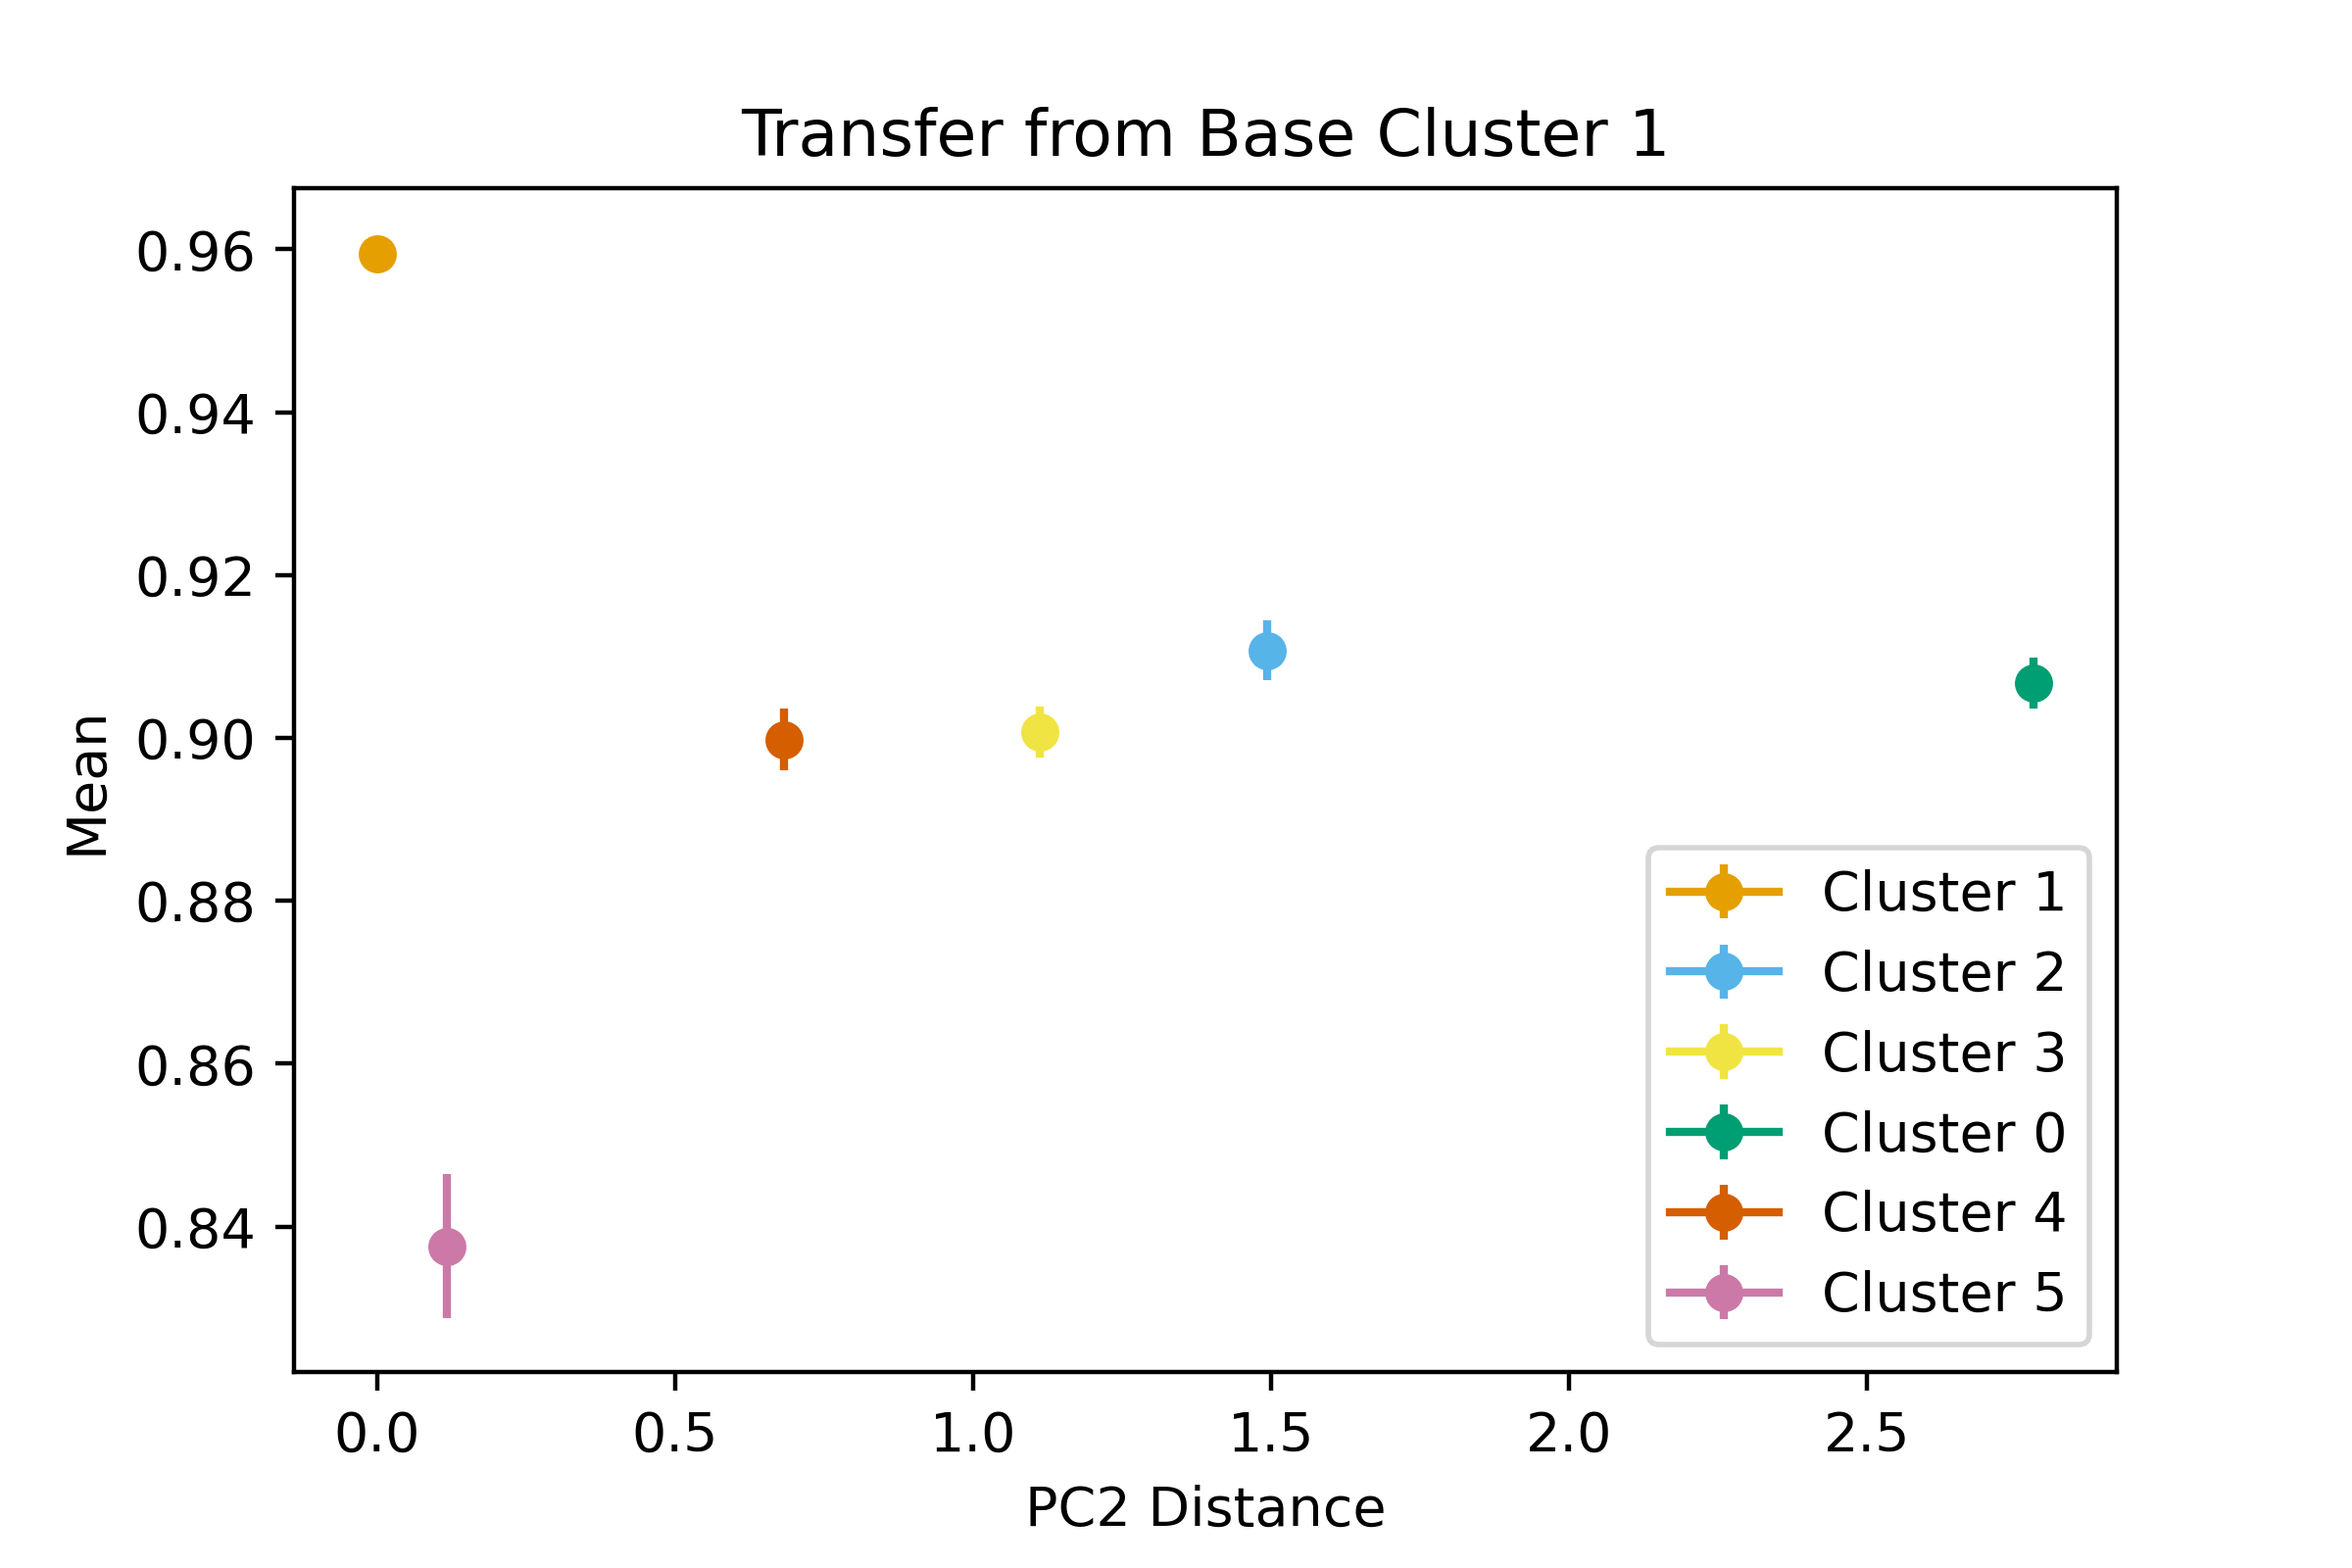 Transfer from Base Cluster 1
0.96
0.94
0.92
0.90
0.88
0.86
0.84
Mean
Cluster 1
Cluster 2
Cluster 3
Cluster 0
Cluster 4
Cluster 5
0.0 0.5 1.0 1.5 2.0 2.5
PC2 Distance